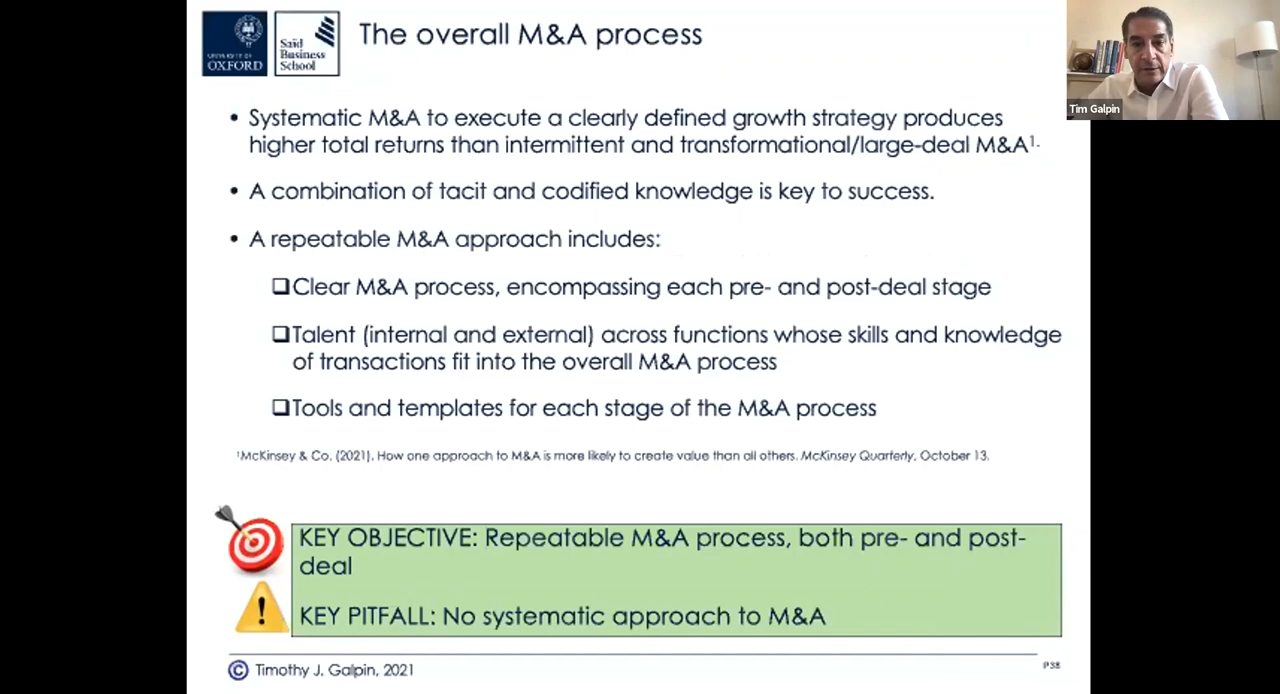 UNIVERSITY OF
OXFORD
Saïd
Business
School
The overall M&A process
Tim Galpin
• Systematic M&A to execute a clearly defined growth strategy produces
higher total returns than intermittent and transformational/large-deal M&A1.
• A combination of tacit and codified knowledge is key to success.
• A repeatable M&A approach includes:
❑Clear M&A process, encompassing each pre- and post-deal stage
❑Talent (internal and external) across functions whose skills and knowledge
of transactions fit into the overall M&A process
❑Tools and templates for each stage of the M&A process
1McKinsey & Co. (2021). How one approach to M&A is more likely to create value than all others. McKinsey Quarterly, October 13.
KEY OBJECTIVE: Repeatable M&A process, both pre- and post-
deal
KEY PITFALL: No systematic approach to M&A
© Timothy J. Galpin, 2021
P38